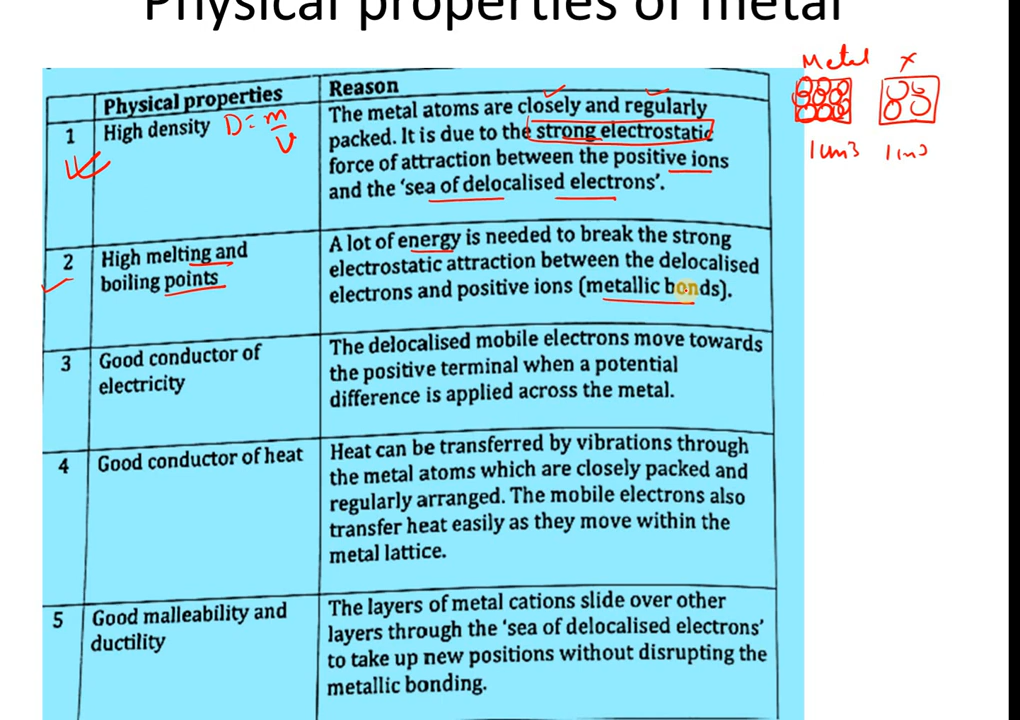 Physical properties of metal
Metal x
Physical properties
Reason
1
High density D = m/v
The metal atoms are closely and regularly
packed. It is due to the strong electrostatic
force of attraction between the positive ions
and the ‘sea of delocalised electrons’.
1cm3 1cm3
2
High melting and
boiling points
A lot of energy is needed to break the strong
electrostatic attraction between the delocalised
electrons and positive ions (metallic bonds).
3
Good conductor of
electricity
The delocalised mobile electrons move towards
the positive terminal when a potential
difference is applied across the metal.
4
Good conductor of heat
Heat can be transferred by vibrations through
the metal atoms which are closely packed and
regularly arranged. The mobile electrons also
transfer heat easily as they move within the
metal lattice.
5
Good malleability and
ductility
The layers of metal cations slide over other
layers through the ‘sea of delocalised electrons’
to take up new positions without disrupting the
metallic bonding.